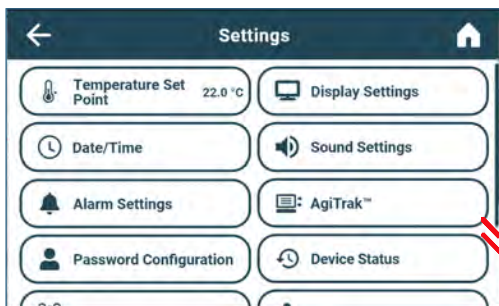 Settings
Temperature Set
Point
22.0 °C
Display Settings
Date/Time
Sound Settings
Alarm Settings
AgiTrak™
Password Configuration
Device Status